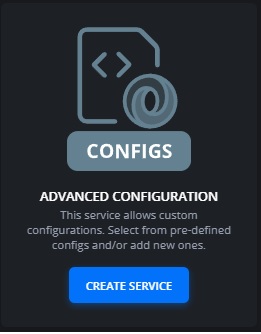 CONFIGS
ADVANCED CONFIGURATION
This service allows custom
configurations. Select from pre-defined
configs and/or add new ones.
CREATE SERVICE